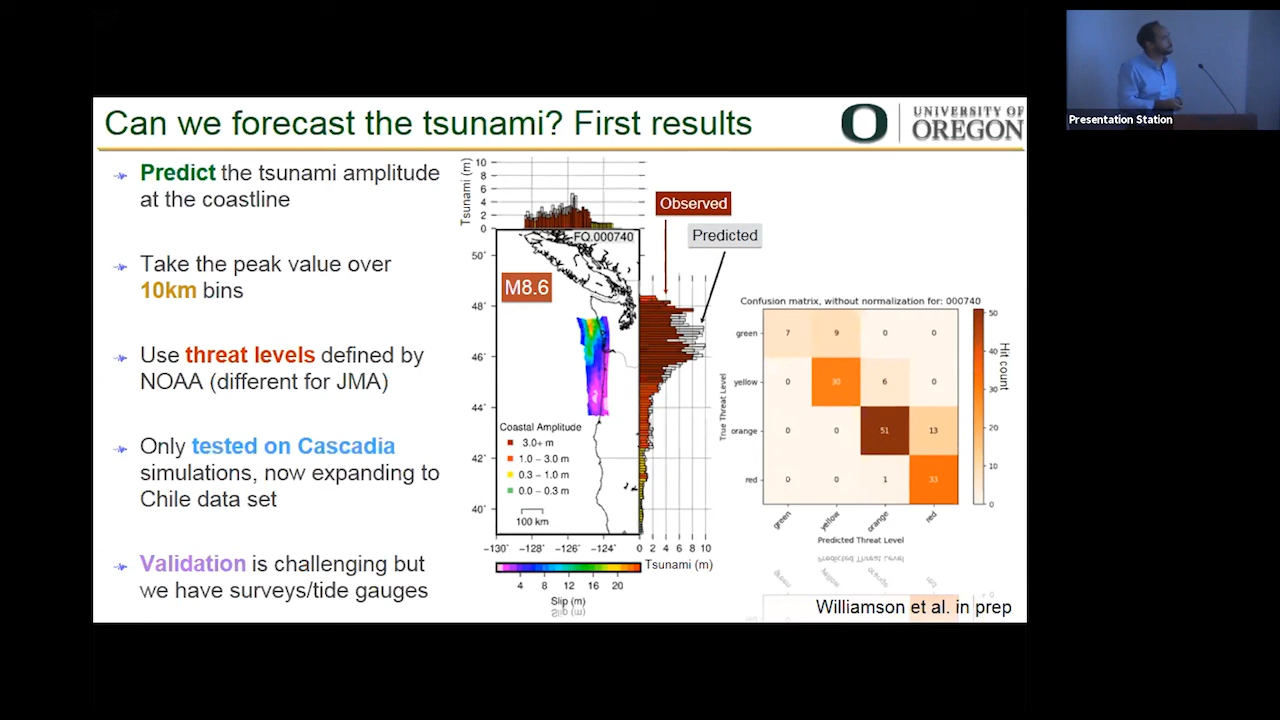 Can we forecast the tsunami? First results
UNIVERSITY OF
OREGON
Presentation Station
Predict the tsunami amplitude
at the coastline
Take the peak value over
10km bins
Use threat levels defined by
NOAA (different for JMA)
Only tested on Cascadia
simulations, now expanding to
Chile data set
Validation is challenging but
we have surveys/tide gauges
Tsunami (m)
10
8
6
4
2
0
FQ.000740
M8.6
Observed
Predicted
50°
48°
46°
44°
42°
40°
Coastal Amplitude
3.0+ m
1.0 – 3.0 m
0.3 – 1.0 m
0.0 – 0.3 m
100 km
−130 −128 −126 −124
0 2 4 6 8 10
Tsunami (m)
4 8 12 16 20
Slip (m)
Confusion matrix, without normalization for: 000740
True Threat Level
green 7 9 0 0
yellow 0 30 6 0
orange 0 0 51 13
red 0 0 1 33
green yellow orange red
Predicted Threat Level
50
40
30
20
10
0
Hit count
Williamson et al. in prep